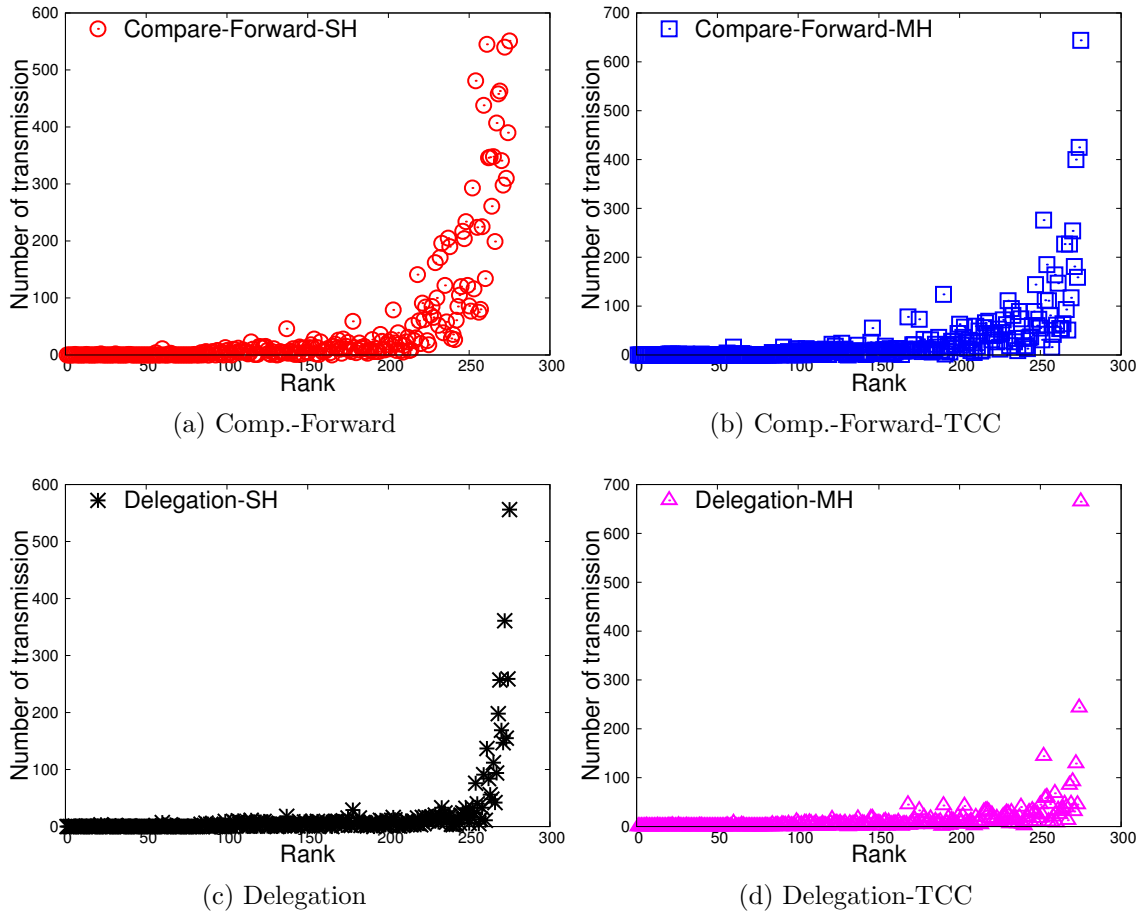 600
500
400
300
200
100
0
0 50 100 150 200 250 300
Number of transmission
Rank
Compare-Forward-SH
(a) Comp.-Forward
700
600
500
400
300
200
100
0
0 50 100 150 200 250 300
Number of transmission
Rank
Compare-Forward-MH
(b) Comp.-Forward-TCC
600
500
400
300
200
100
0
0 50 100 150 200 250 300
Number of transmission
Rank
Delegation-SH
(c) Delegation
700
600
500
400
300
200
100
0
0 50 100 150 200 250 300
Number of transmission
Rank
Delegation-MH
(d) Delegation-TCC